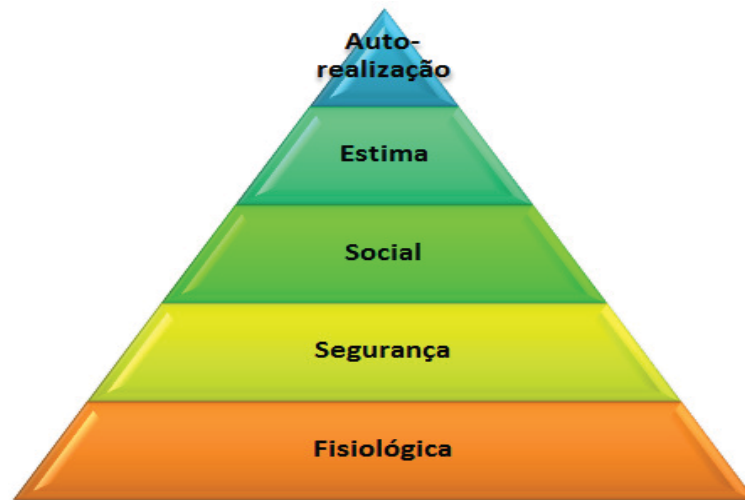 Auto-
realização
Estima
Social
Segurança
Fisiológica